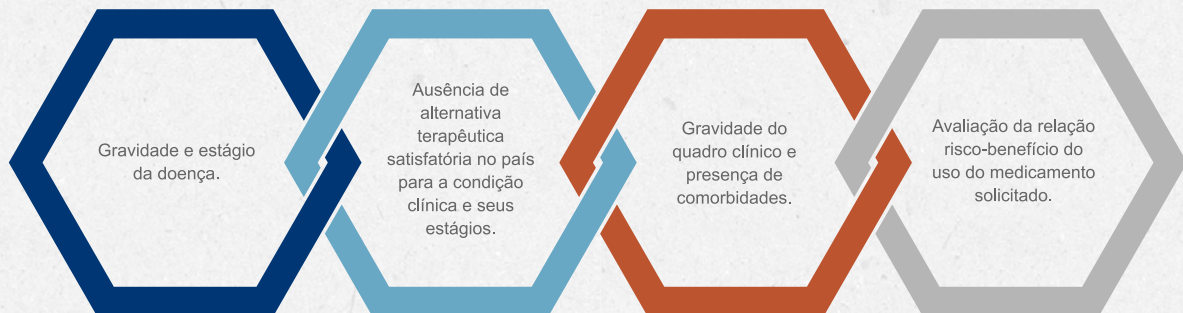 Gravidade e estágio
da doença.
Ausência de
alternativa
terapêutica
satisfatória no país
para a condição
clínica e seus
estágios.
Gravidade do
quadro clínico e
presença de
comorbidades.
Avaliação da relação
risco-benefício do
uso do medicamento
solicitado.